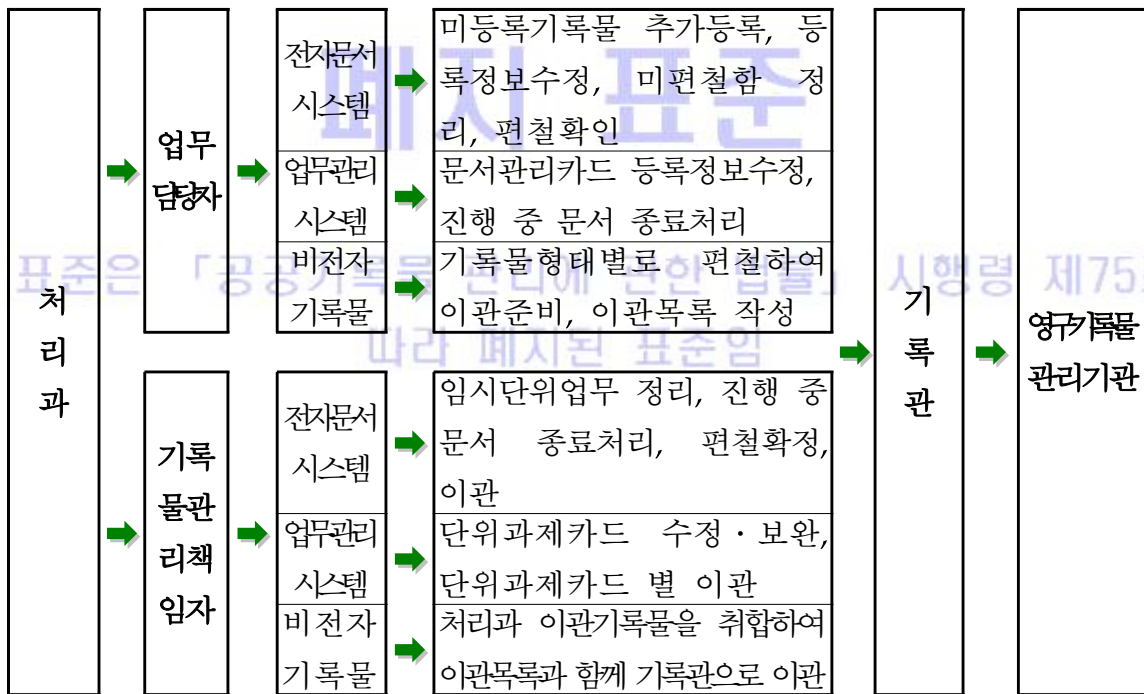 처
리
과
업무
담당자
전자문서
시스템
미등록기록물 추가등록, 등
록정보수정, 미편철함 정
리, 편철확인
업무관리
시스템
문서관리카드 등록정보수정,
진행 중 문서 종료처리
비전자
기록물
기록물형태별로 편철하여
이관준비, 이관목록 작성
기록
물관
리책
임자
전자문서
시스템
임시단위업무 정리, 진행 중
문서 종료처리, 편철확정,
이관
업무관리
시스템
단위과제카드 수정·보완,
단위과제카드 별 이관
비전자
기록물
처리과 이관기록물을 취합하여
이관목록과 함께 기록관으로 이관
기
록
관
영구기록물
관리기관
폐지 표준
표준은 「공공기록물 관리에 관한 법률」 시행령 제75
따라 폐지된 표준임